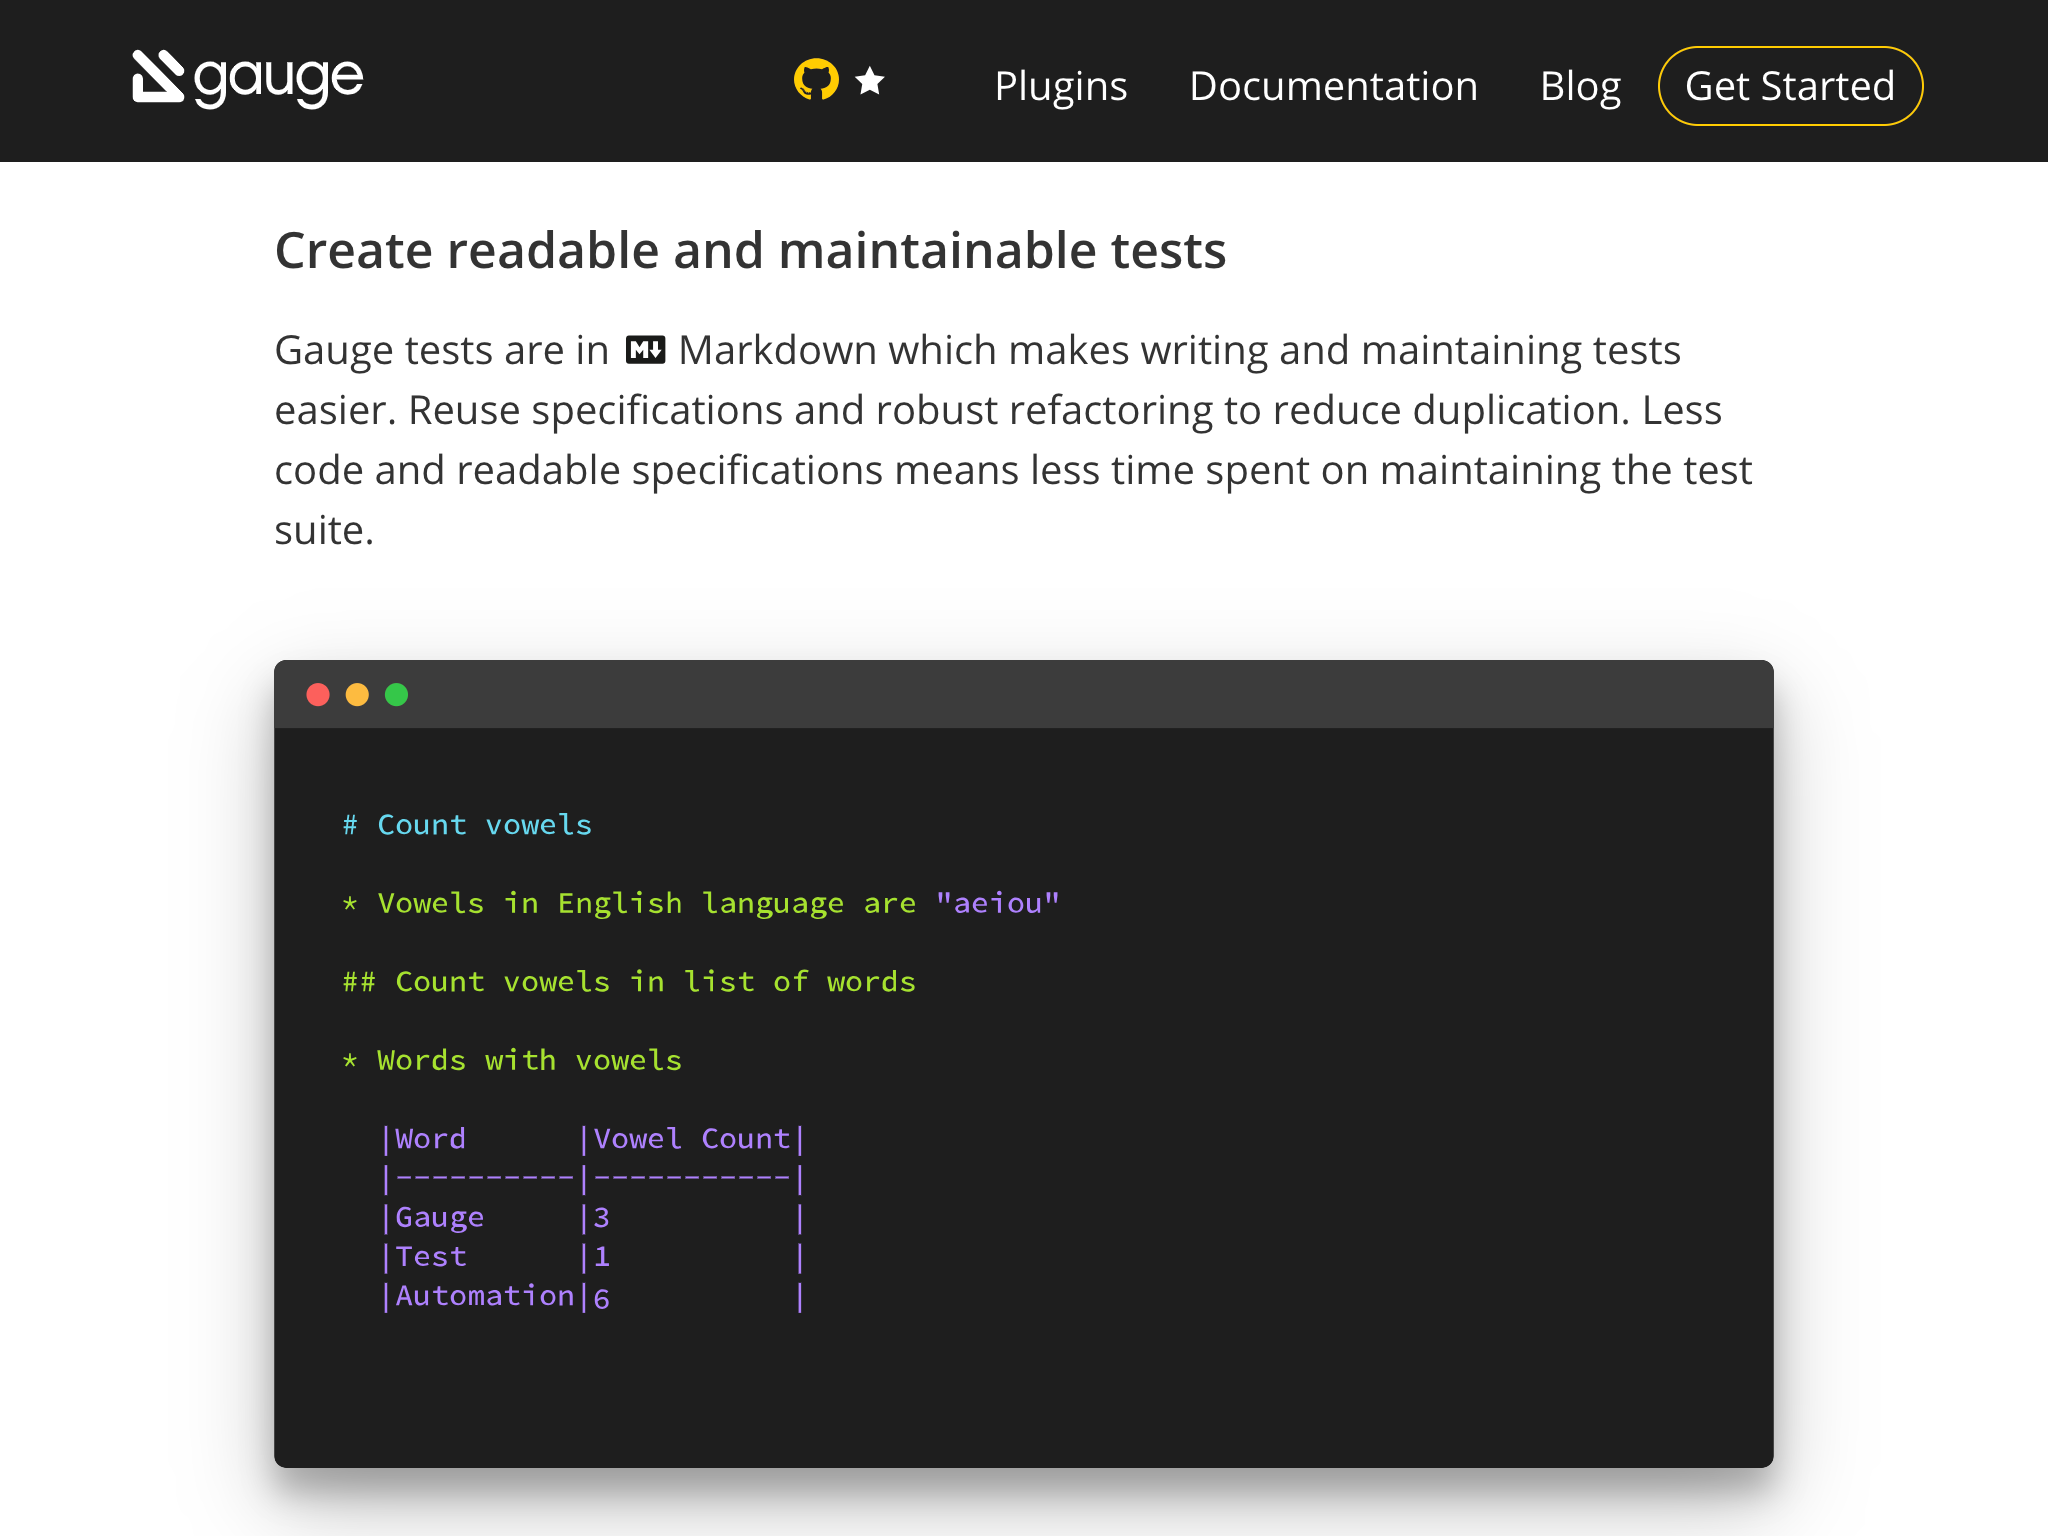 gauge
Plugins Documentation Blog Get Started
Create readable and maintainable tests
Gauge tests are in M Markdown which makes writing and maintaining tests
easier. Reuse specifications and robust refactoring to reduce duplication. Less
code and readable specifications means less time spent on maintaining the test
suite.
# Count vowels
* Vowels in English language are "aeiou"
## Count vowels in list of words
* Words with vowels
|Word      |Vowel Count|
|----------|-----------|
|Gauge     |3          |
|Test      |1          |
|Automation|6          |